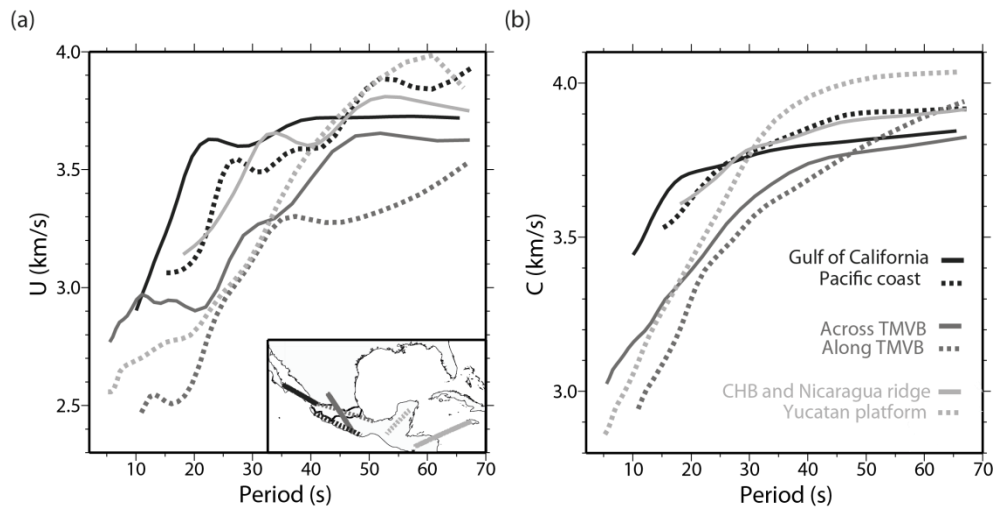 (a)
4.0
3.5
3.0
2.5
U (km/s)
10
20
30
40
50
60
70
Period (s)
(b)
4.0
3.5
3.0
C (km/s)
10
20
30
40
50
60
70
Period (s)
Gulf of California
Pacific coast
Across TMVB
Along TMVB
CHB and Nicaragua ridge
Yucatan platform